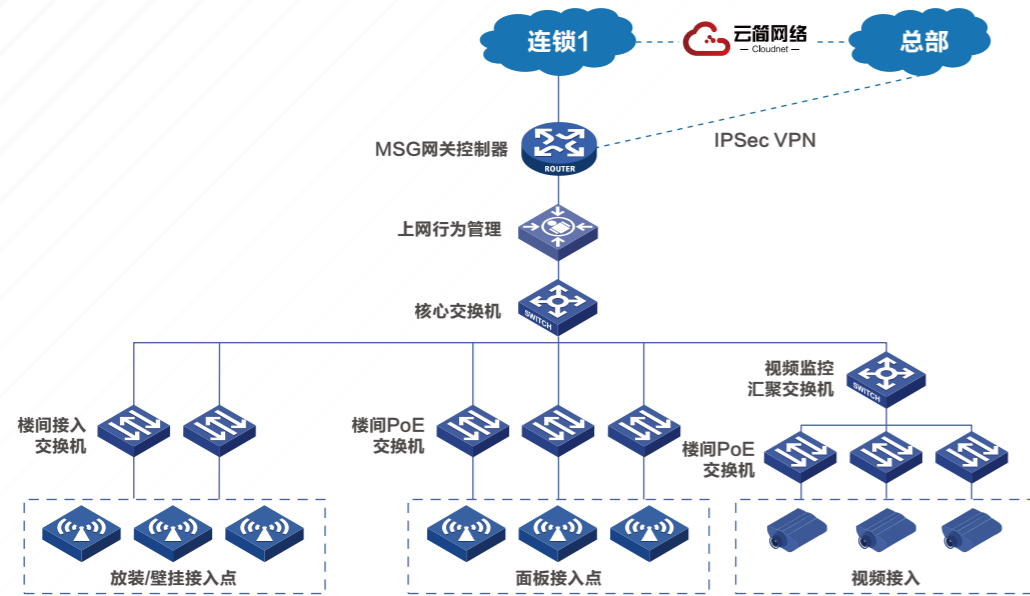 连锁1
云简网络
Cloudnet
总部
MSG网关控制器
ROUTER
IPSec VPN
上网行为管理
核心交换机
SWITCH
视频监控
汇聚交换机
SWITCH
楼间接入
交换机
楼间PoE
交换机
楼间PoE
交换机
放装/壁挂接入点
面板接入点
视频接入